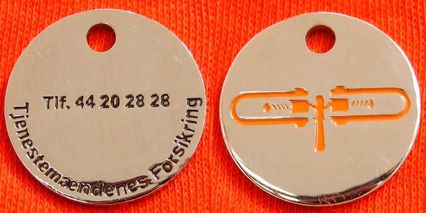 Tlf. 44 20 28 28
Tjenestemændenes Forsikring